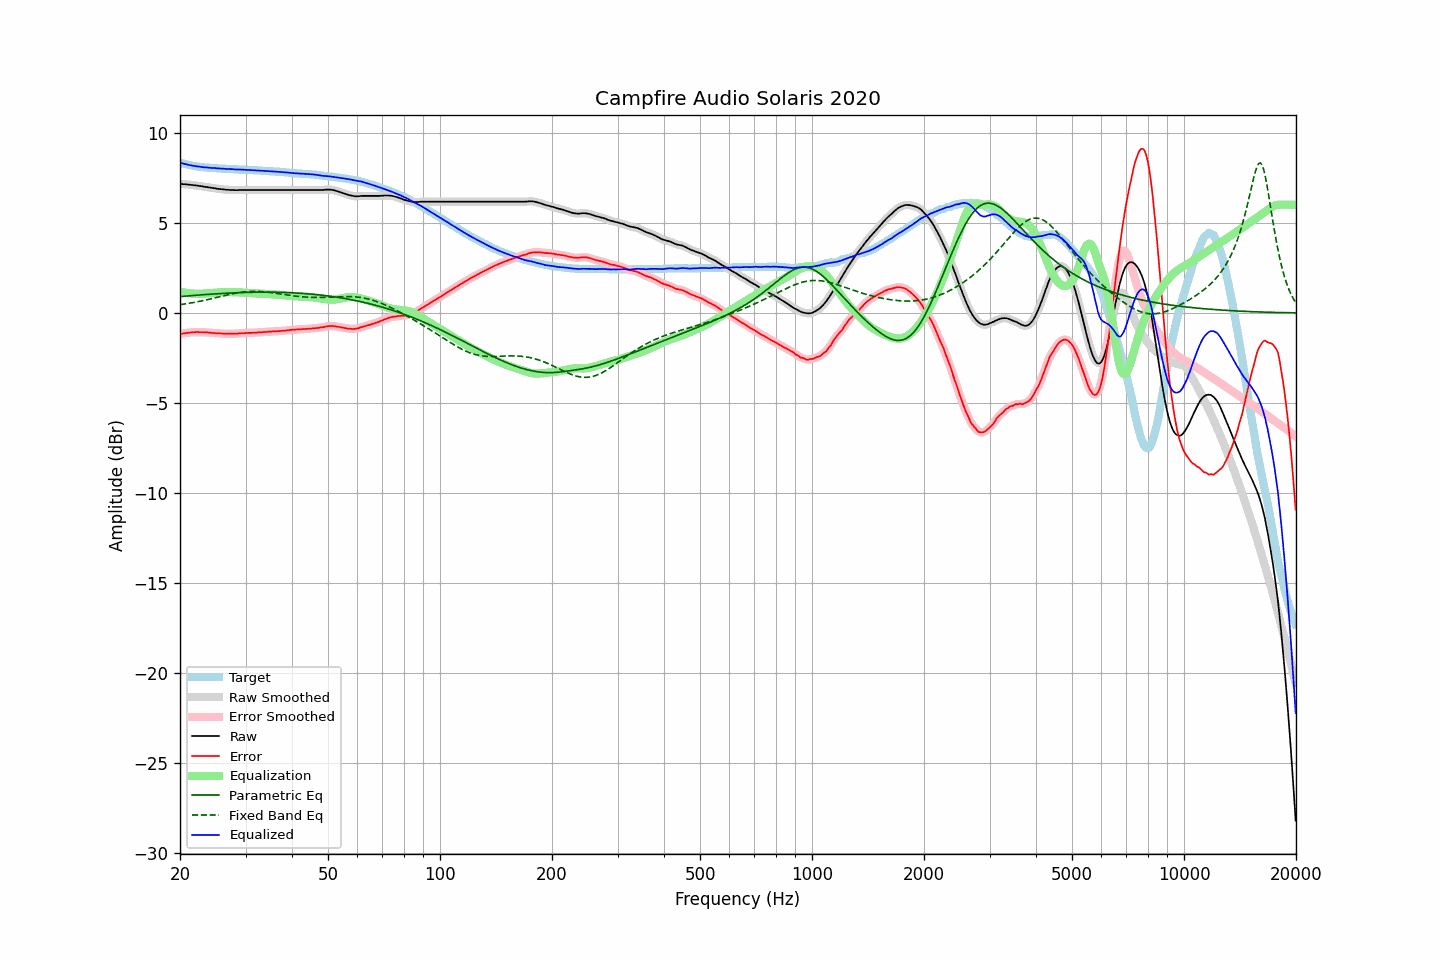 Campfire Audio Solaris 2020
10
5
0
−5
−10
−15
−20
−25
−30
Amplitude (dBr)
Target
Raw Smoothed
Error Smoothed
Raw
Error
Equalization
Parametric Eq
Fixed Band Eq
Equalized
20 50 100 200 500 1000 2000 5000 10000 20000
Frequency (Hz)